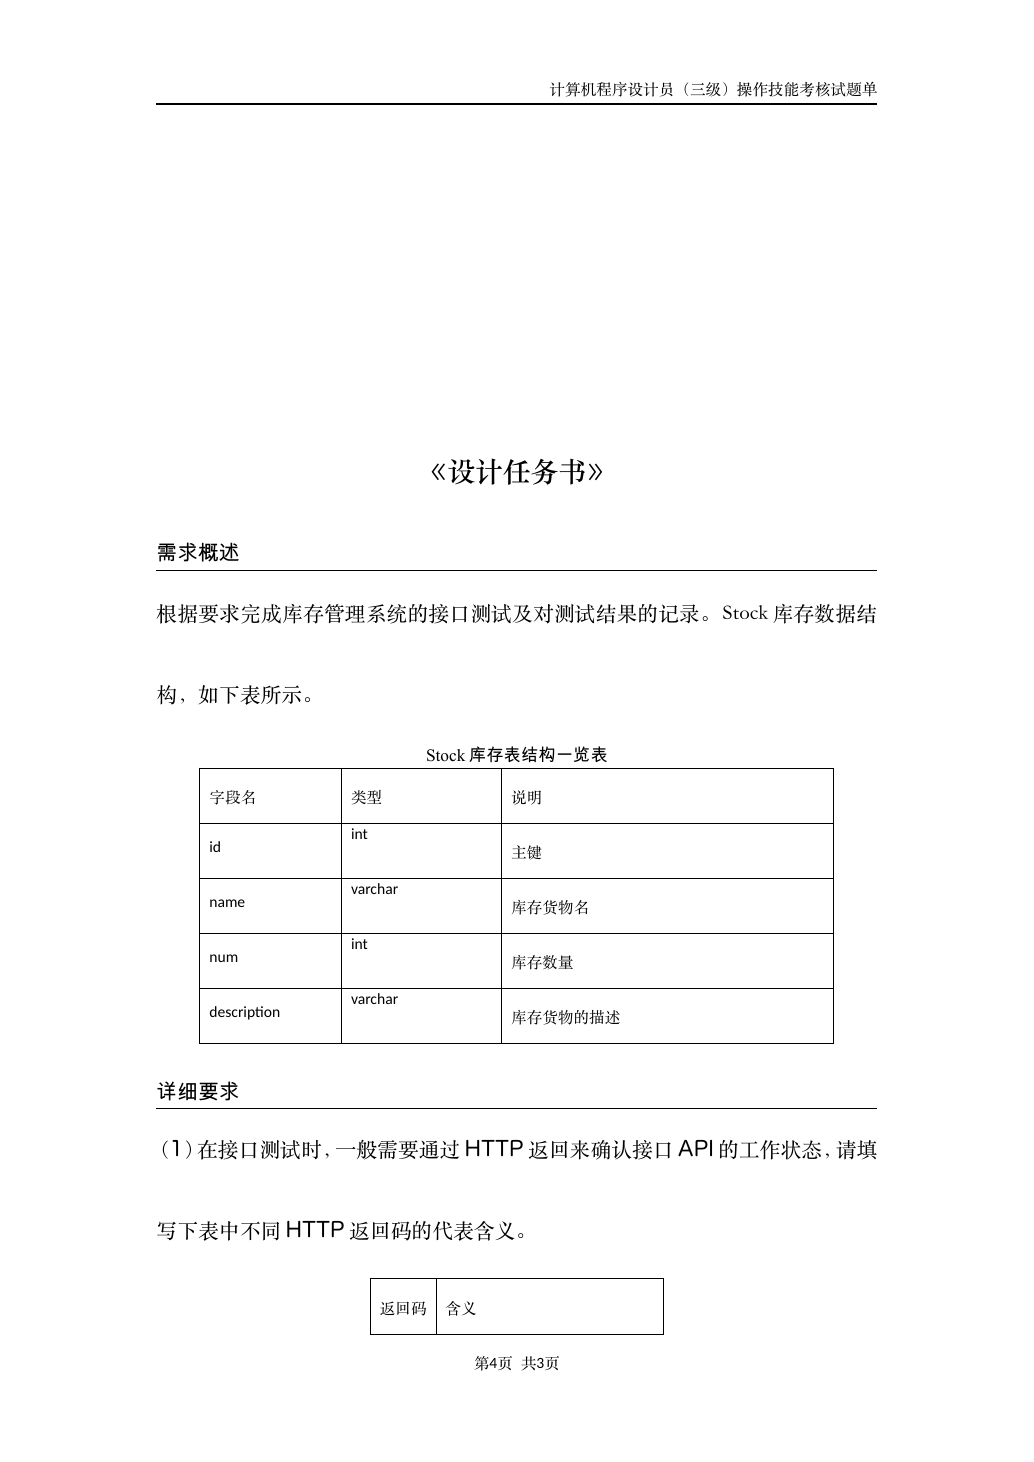 计算机程序设计员（三级）操作技能考核试题单
《设计任务书》
需求概述
根据要求完成库存管理系统的接口测试及对测试结果的记录。Stock 库存数据结
构，如下表所示。
Stock 库存表结构一览表
字段名 类型 说明
id int 主键
name varchar 库存货物名
num int 库存数量
description varchar 库存货物的描述
详细要求
（1）在接口测试时，一般需要通过 HTTP 返回来确认接口 API 的工作状态，请填
写下表中不同 HTTP 返回码的代表含义。
返回码 含义
第4页 共3页